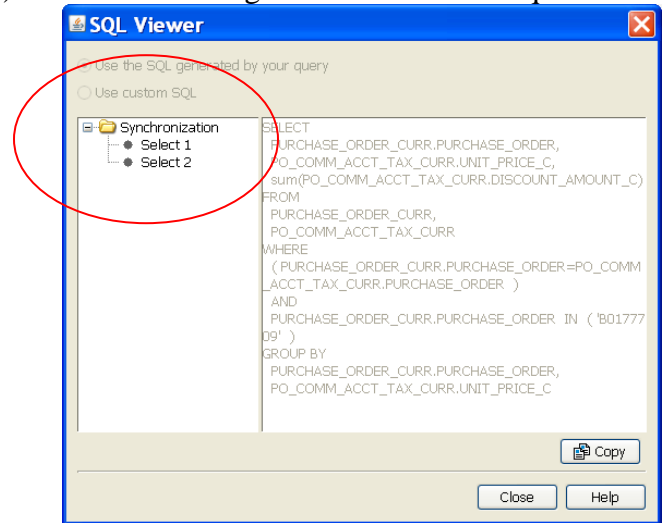 SQL Viewer
Use the SQL generated by your query
Use custom SQL
Synchronization
Select 1
Select 2
SELECT
PURCHASE_ORDER_CURR.PURCHASE_ORDER,
PO_COMM_ACCT_TAX_CURR.UNIT_PRICE_C,
sum(PO_COMM_ACCT_TAX_CURR.DISCOUNT_AMOUNT_C)
FROM
PURCHASE_ORDER_CURR,
PO_COMM_ACCT_TAX_CURR
WHERE
( PURCHASE_ORDER_CURR.PURCHASE_ORDER=PO_COMM
_ACCT_TAX_CURR.PURCHASE_ORDER )
AND
PURCHASE_ORDER_CURR.PURCHASE_ORDER IN ( 'B01777
09' )
GROUP BY
PURCHASE_ORDER_CURR.PURCHASE_ORDER,
PO_COMM_ACCT_TAX_CURR.UNIT_PRICE_C
Copy
Close
Help